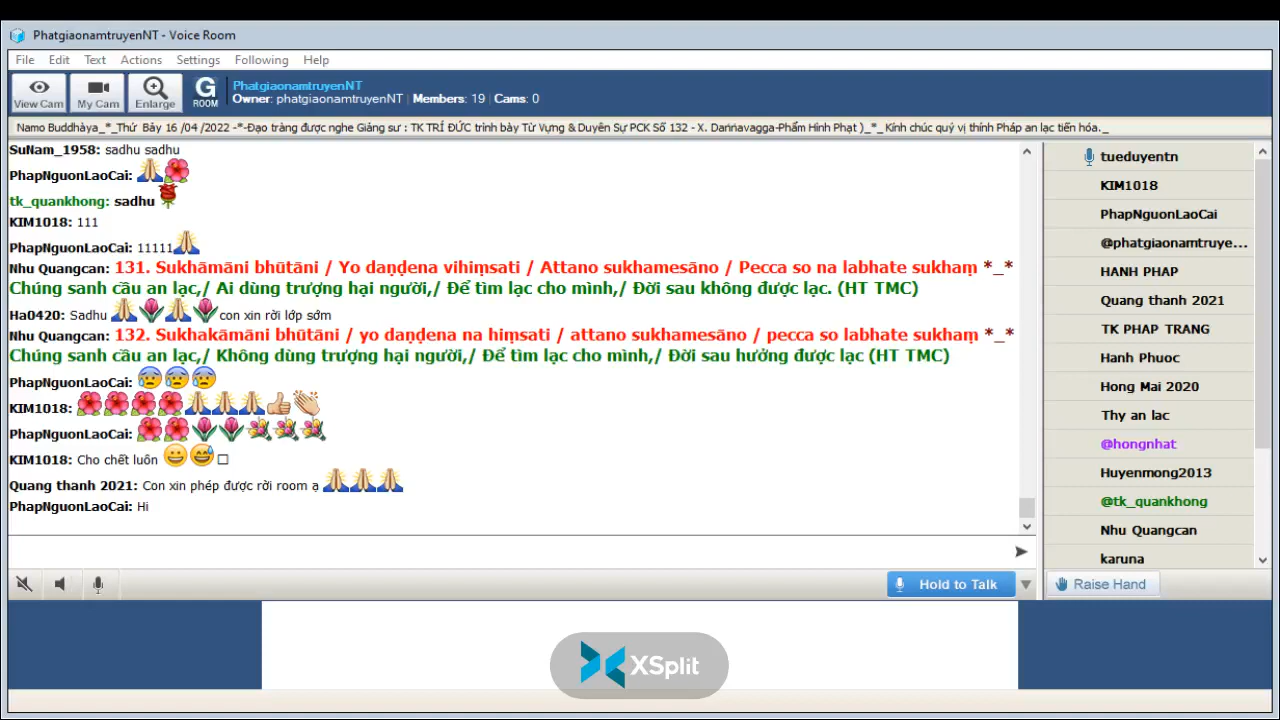 PhatgiaonamtruyenNT - Voice Room
File Edit Text Actions Settings Following Help
View Cam
My Cam
Enlarge
G
ROOM
PhatgiaonamtruyenNT
Owner: phatgiaonamtruyenNT | Members: 19 | Cams: 0
Namo Buddhàya_*_Thứ Bảy 16 /04 /2022 -*-Đạo tràng được nghe Giảng sư : TK TRÍ ĐỨC trình bày Từ Vựng & Duyên Sự PCK Số 132 - X. Daṇṇavagga-Phẩm Hình Phạt )_*_ Kính chúc quý vị thính Pháp an lạc tiến hóa._
SuNam_1958: sadhu sadhu
PhapNguonLaoCai: 🙏🌺
tk_quankhong: sadhu 🌹
KIM1018: 111
PhapNguonLaoCai: 11111🙏
Nhu Quangcan: 131. Sukhāmāni bhūtāni / Yo daṇḍena vihiṃsati / Attano sukhamesāno / Pecca so na labhate sukhaṃ *_*
Chúng sanh cầu an lạc,/ Ai dùng trượng hại người,/ Để tìm lạc cho mình,/ Đời sau không được lạc. (HT TMC)
Ha0420: Sadhu 🙏🌷🙏🌷con xin rời lớp sớm
Nhu Quangcan: 132. Sukhakāmāni bhūtāni / yo daṇḍena na hiṃsati / attano sukhamesāno / pecca so labhate sukhaṃ *_*
Chúng sanh cầu an lạc,/ Không dùng trượng hại người,/ Để tìm lạc cho mình,/ Đời sau hưởng được lạc (HT TMC)
PhapNguonLaoCai: 😰😰😰
KIM1018: 🌺🌺🌺🌺🙏🙏🙏👍👏
PhapNguonLaoCai: 🌺🌺🌷🌷💐💐💐
KIM1018: Cho chết luôn 😀😅□
Quang thanh 2021: Con xin phép được rời room ạ 🙏🙏🙏
PhapNguonLaoCai: Hi
Hold to Talk
tueduyentn
KIM1018
PhapNguonLaoCai
@phatgiaonamtruye...
HANH PHAP
Quang thanh 2021
TK PHAP TRANG
Hanh Phuoc
Hong Mai 2020
Thy an lac
@hongnhat
Huyenmong2013
@tk_quankhong
Nhu Quangcan
karuna
Raise Hand
XSplit